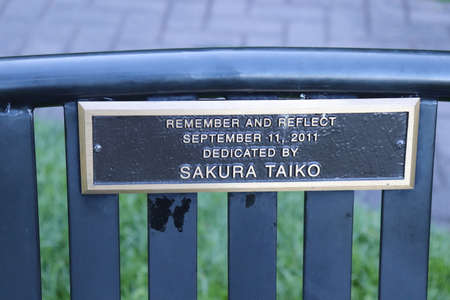 REMEMBER AND REFLECT
SEPTEMBER 11, 2011
DEDICATED BY
SAKURA TAIKO